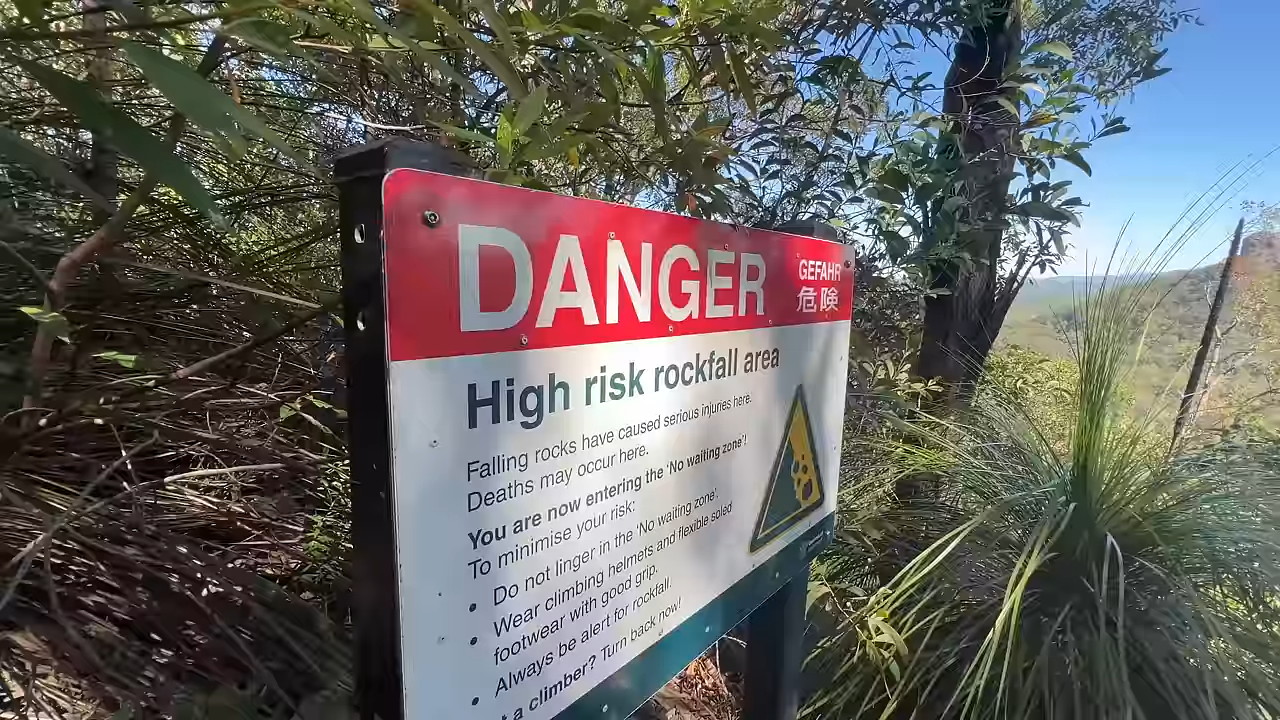 DANGER
GEFAHR
危険
High risk rockfall area
Falling rocks have caused serious injuries here.
Deaths may occur here.
You are now entering the 'No waiting zone'!
To minimise your risk:
• Do not linger in the 'No waiting zone'.
• Wear climbing helmets and flexible soled
footwear with good grip.
• Always be alert for rockfall.
a climber? Turn back now!